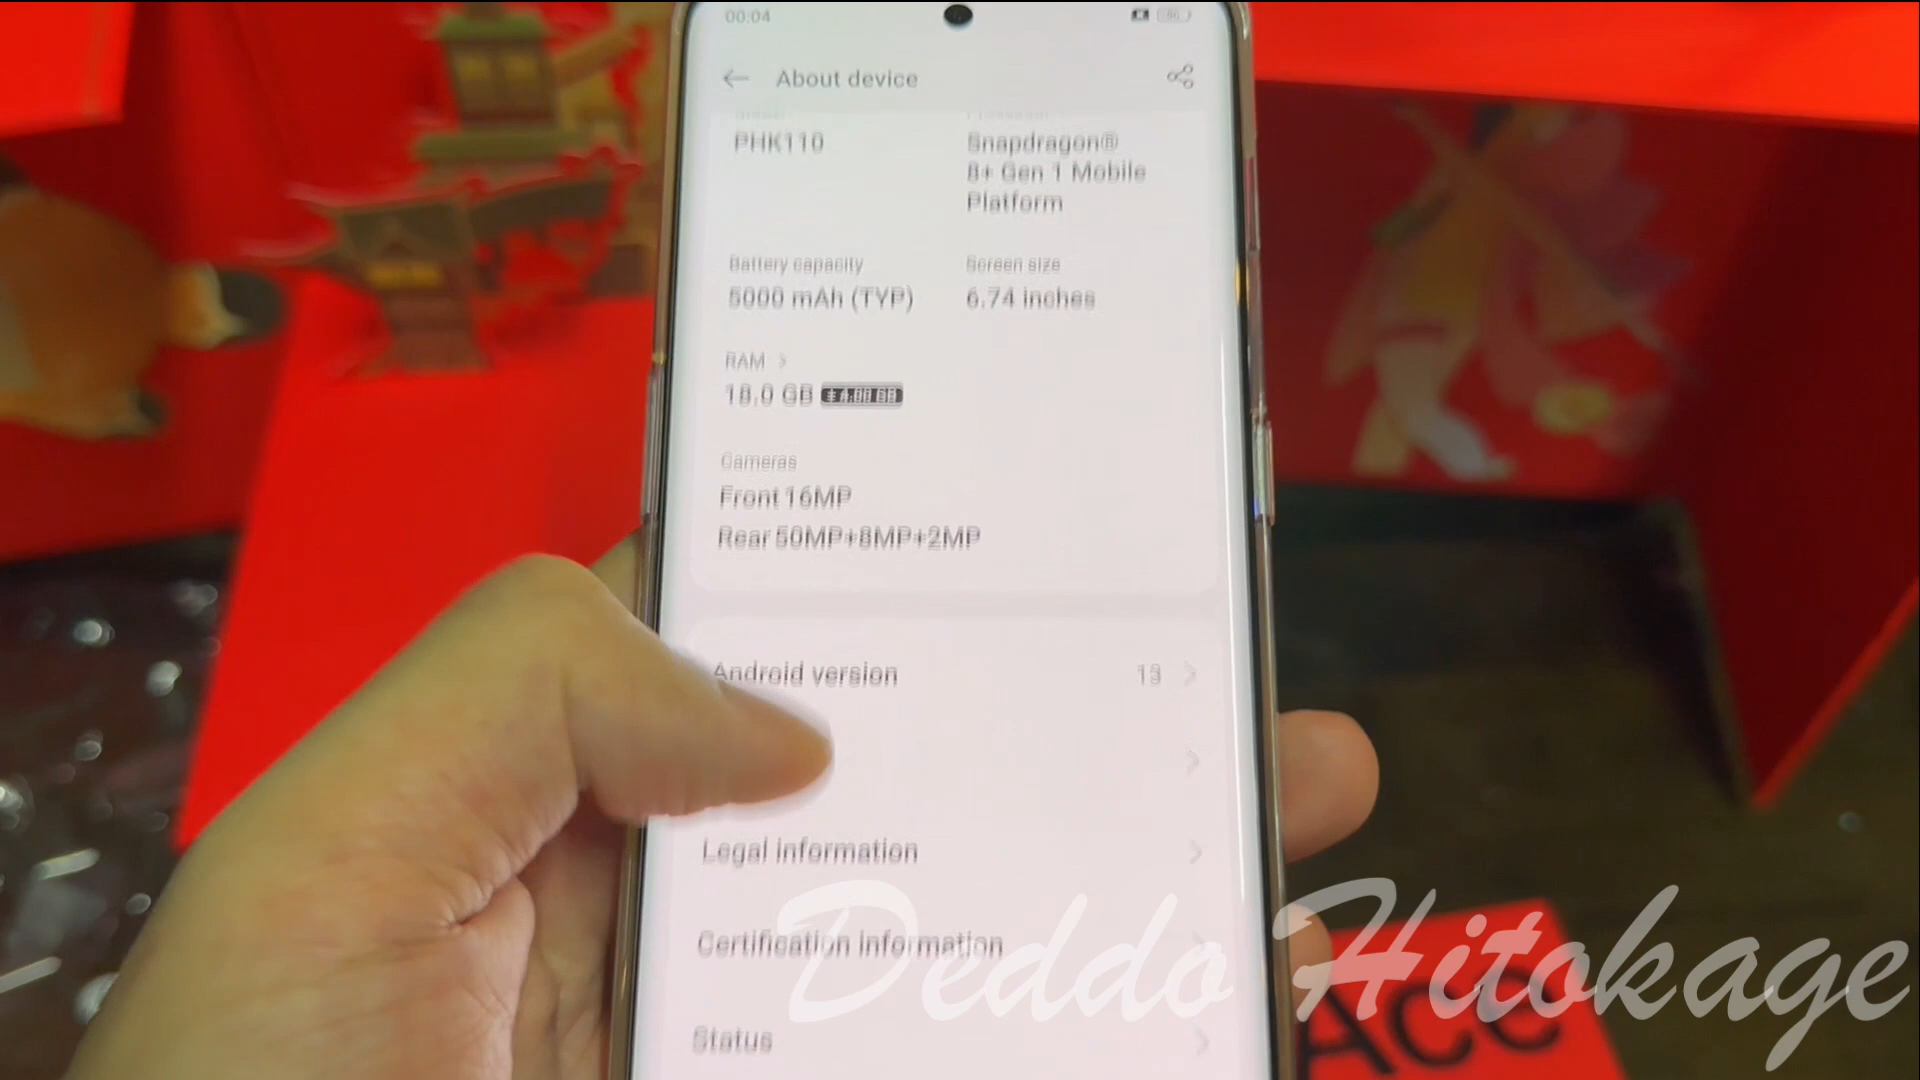 00:04
About device
PHK110
Snapdragon®
8+ Gen 1 Mobile
Platform
Battery capacity
5000 mAh (TYP)
Screen size
6.74 inches
RAM
18.0 GB
Cameras
Front 16MP
Rear 50MP+8MP+2MP
Android version
13
Legal information
Certification information
Status
Deddo Hitokage
Ace